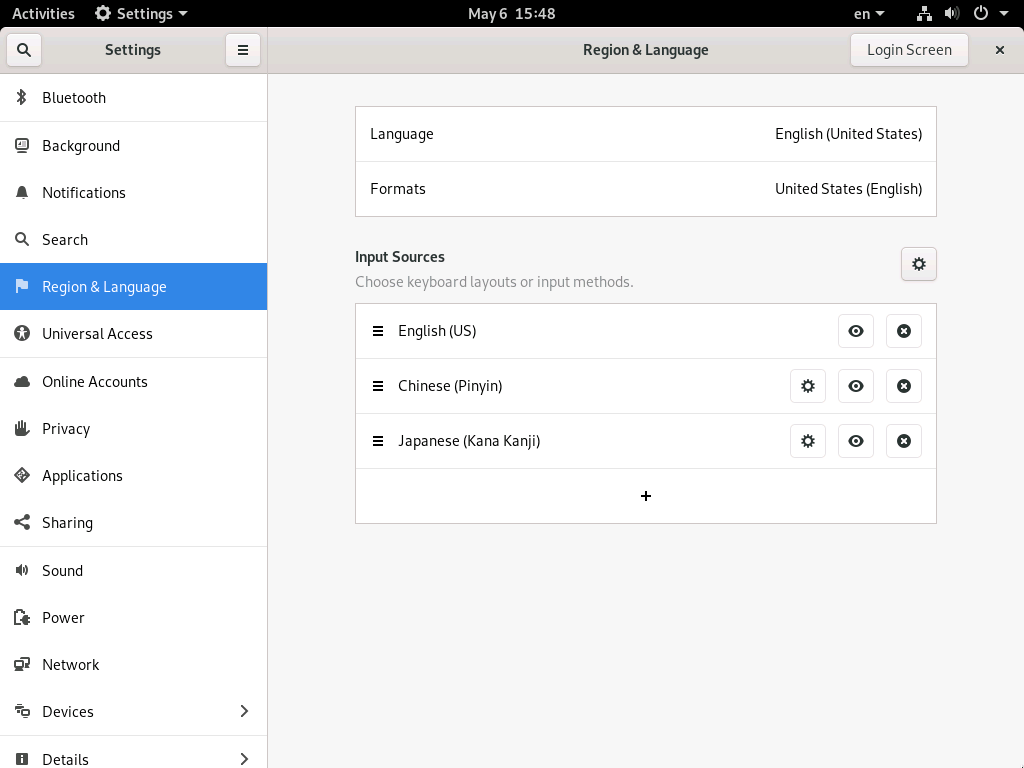 Activities Settings May 6 15:48 en
Settings Region & Language Login Screen
Bluetooth
Background
Notifications
Search
Region & Language
Universal Access
Online Accounts
Privacy
Applications
Sharing
Sound
Power
Network
Devices
Details
Language English (United States)
Formats United States (English)
Input Sources
Choose keyboard layouts or input methods.
English (US)
Chinese (Pinyin)
Japanese (Kana Kanji)